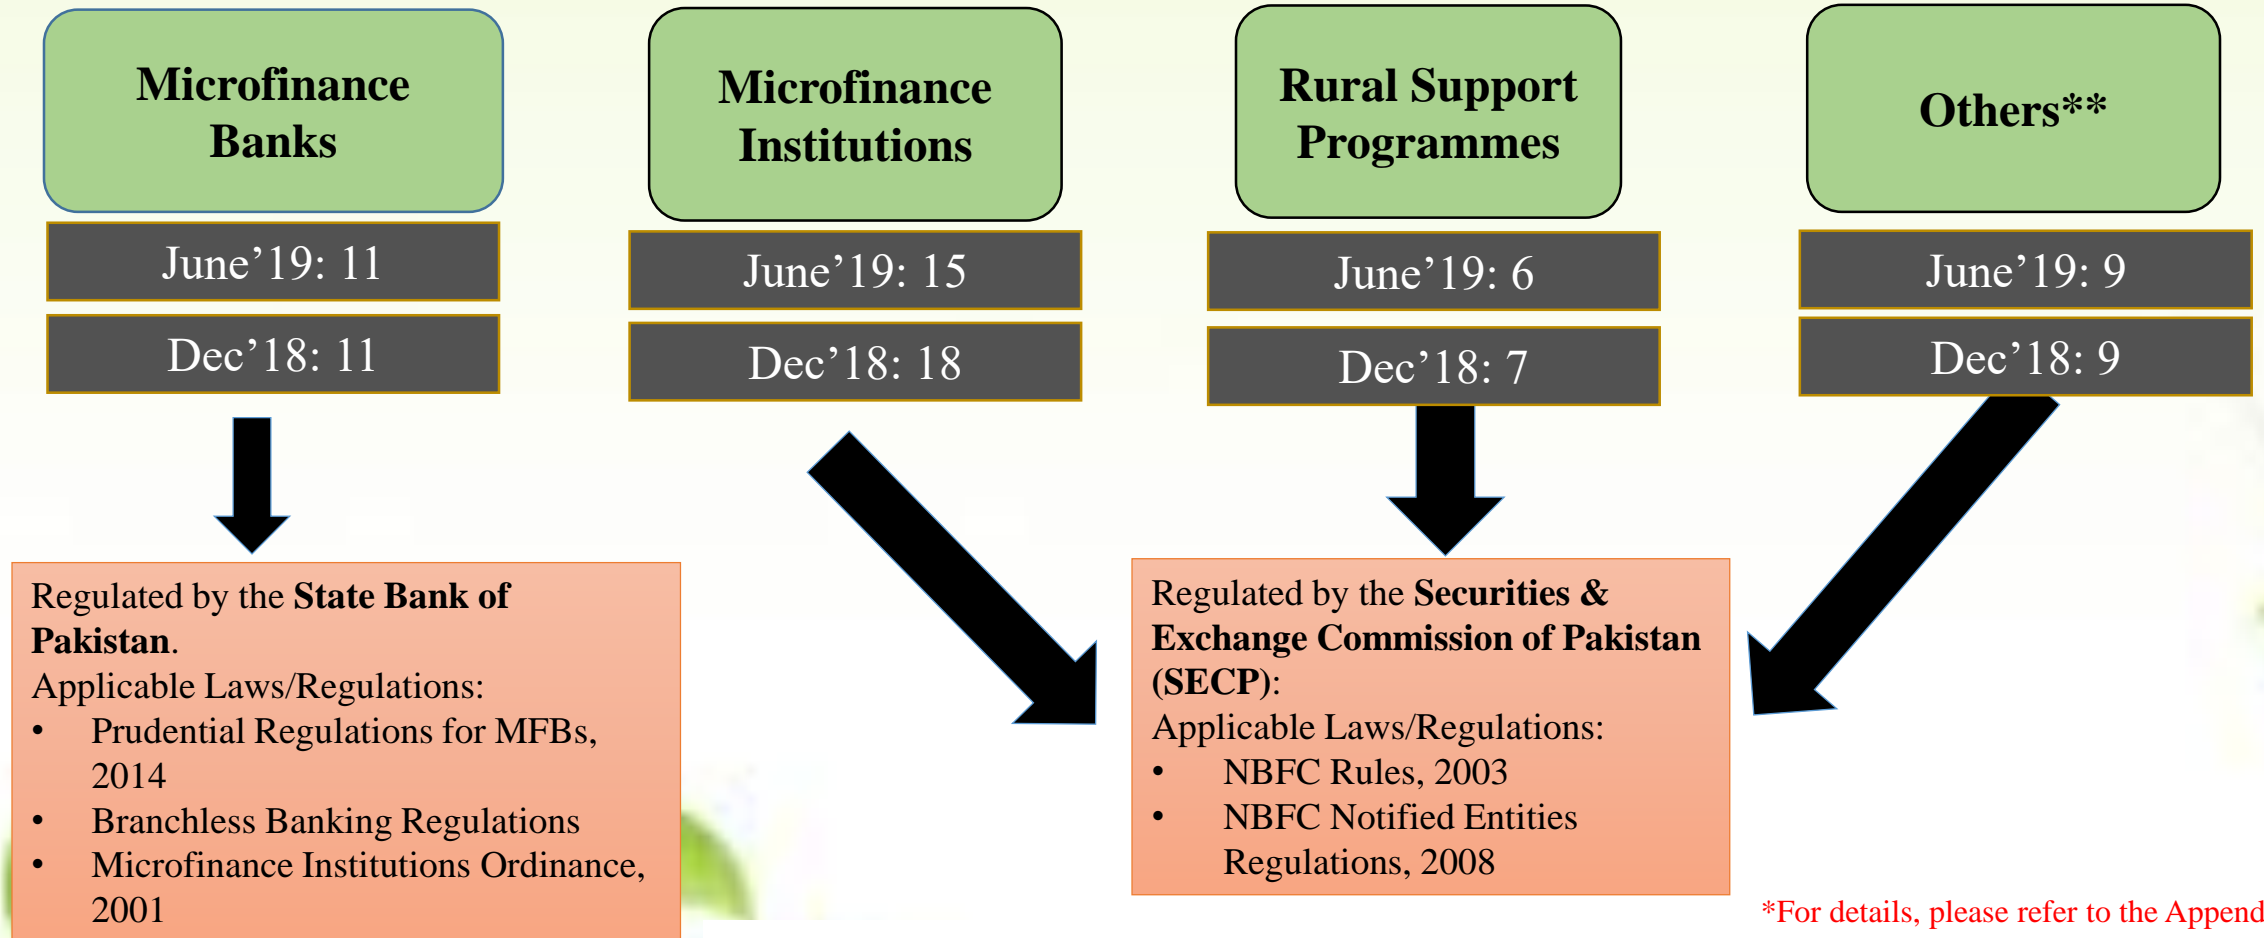 Microfinance
Banks
Microfinance
Institutions
Rural Support
Programmes
Others**
June’19: 11
June’19: 15
June’19: 6
June’19: 9
Dec’18: 11
Dec’18: 18
Dec’18: 7
Dec’18: 9
Regulated by the State Bank of
Pakistan.
Applicable Laws/Regulations:
• Prudential Regulations for MFBs,
2014
• Branchless Banking Regulations
• Microfinance Institutions Ordinance,
2001
Regulated by the Securities &
Exchange Commission of Pakistan
(SECP):
Applicable Laws/Regulations:
• NBFC Rules, 2003
• NBFC Notified Entities
Regulations, 2008
*For details, please refer to the Append